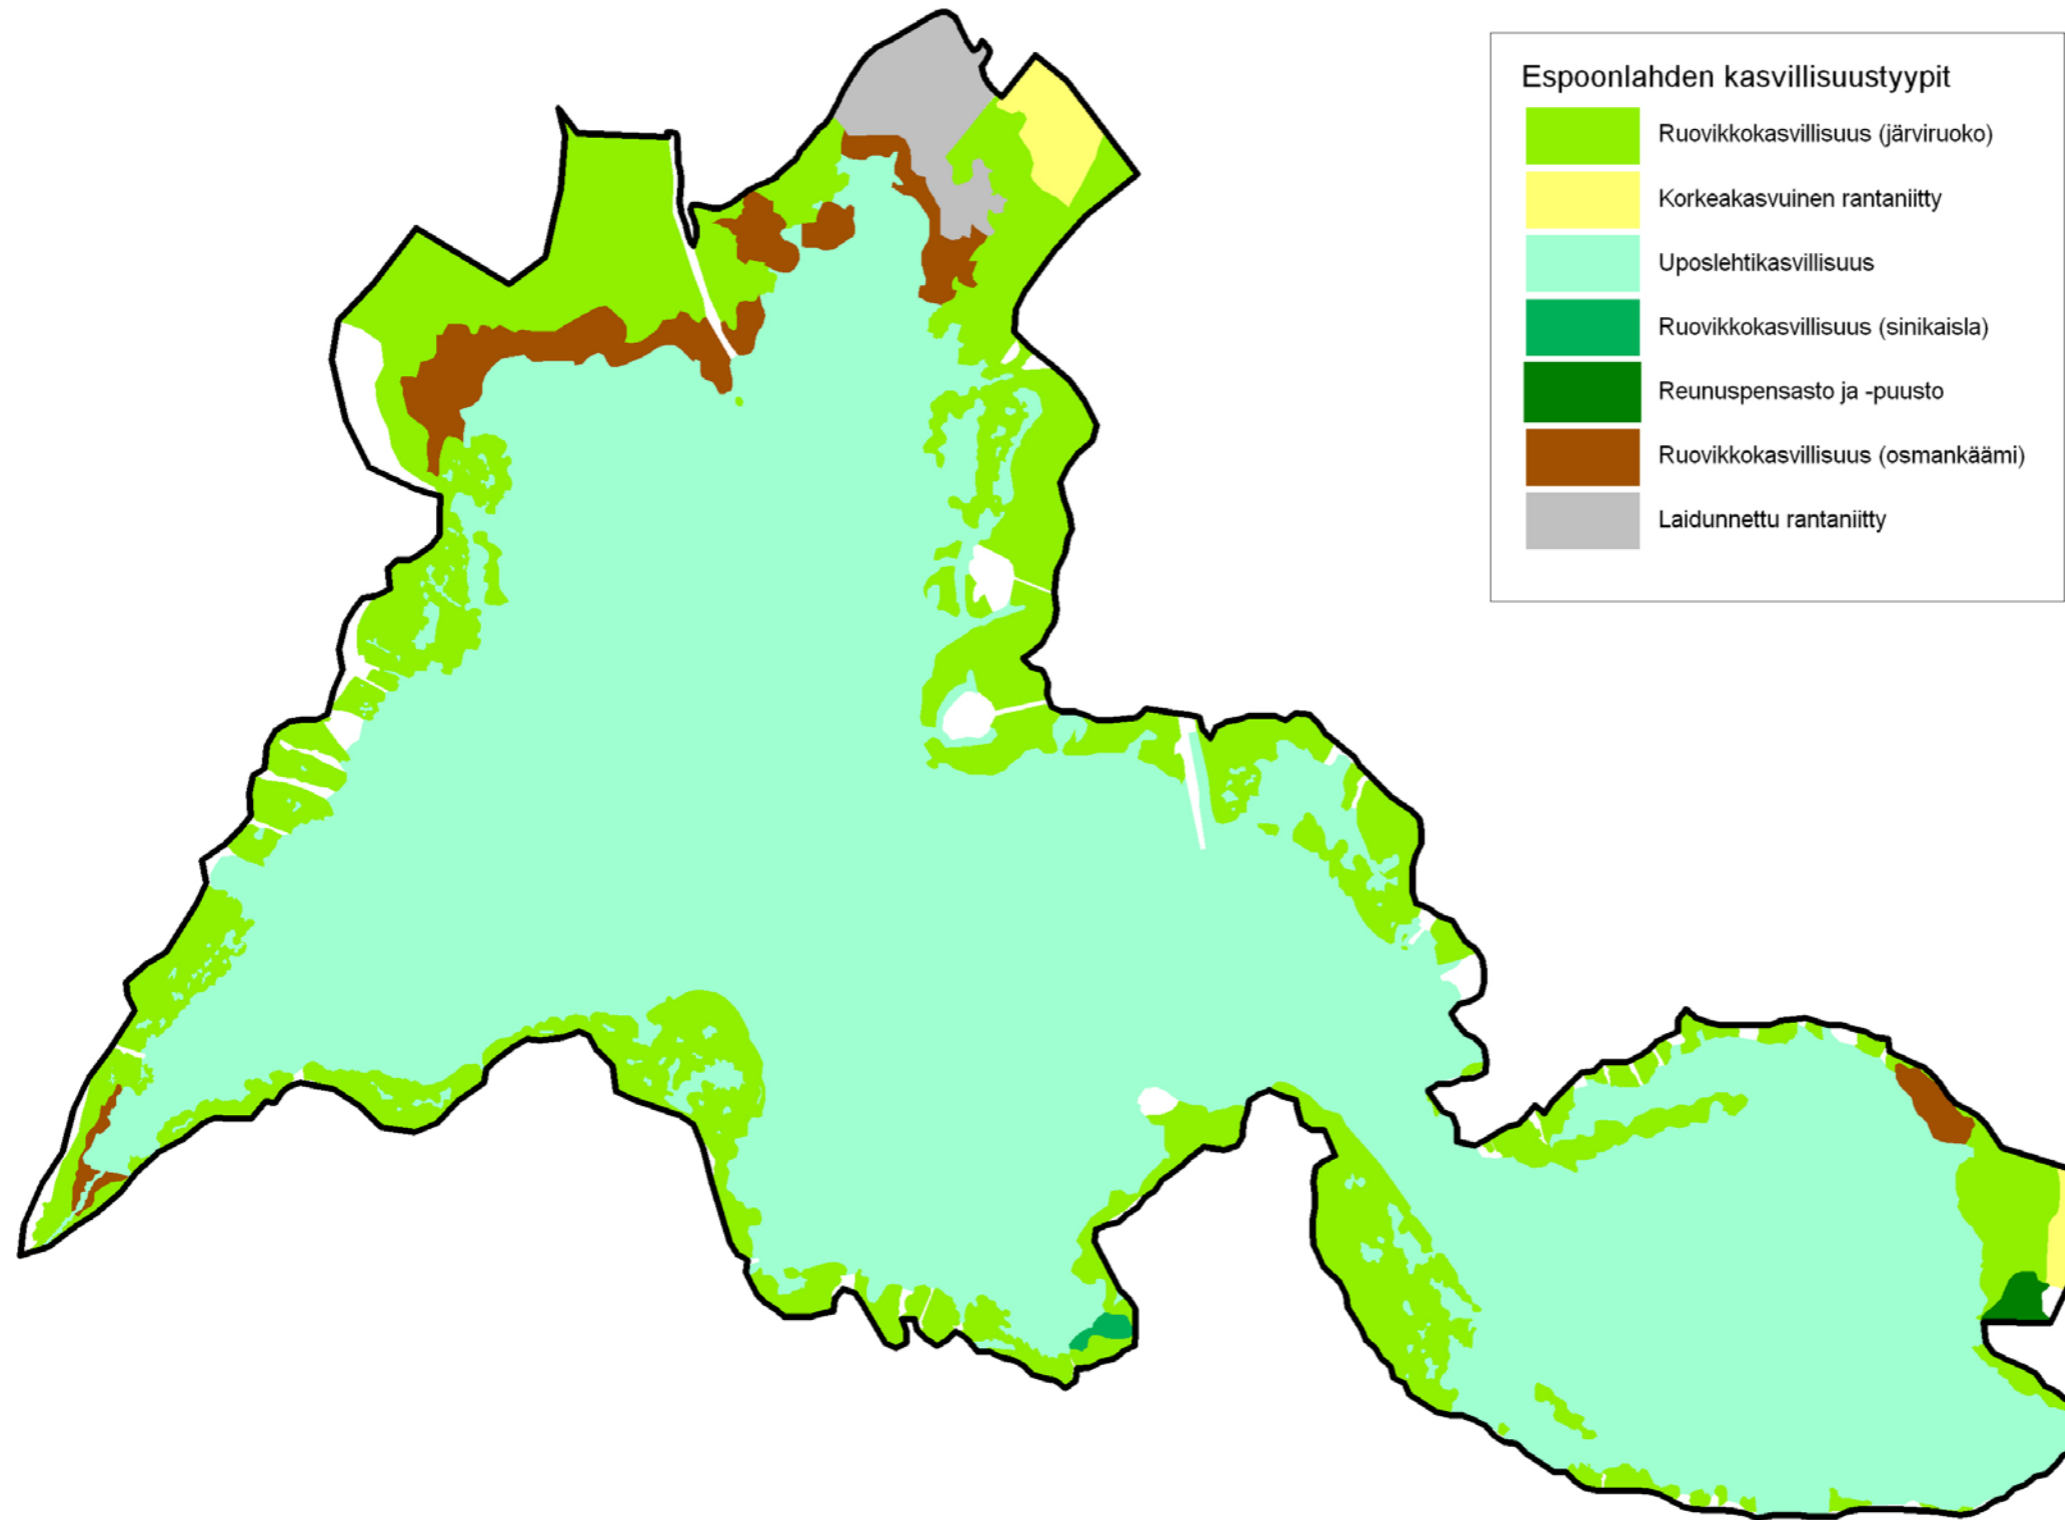 Espoonlahden kasvillisuustyypit
Ruovikkokasvillisuus (järviruoko)
Korkeakasvuinen rantaniitty
Uposlehtikasvillisuus
Ruovikkokasvillisuus (sinikaisla)
Reunuspensasto ja -puusto
Ruovikkokasvillisuus (osmankäämi)
Laidunnettu rantaniitty